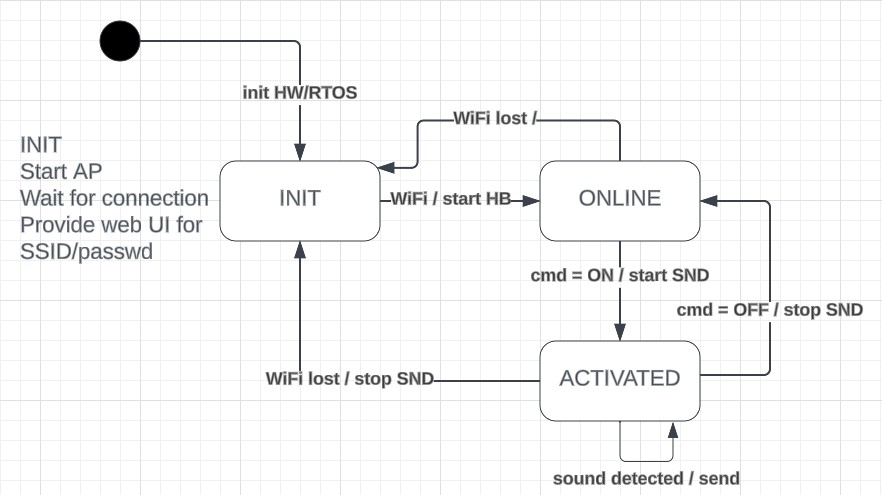 init HW/RTOS
WiFi lost /
INIT
Start AP
Wait for connection
Provide web UI for
SSID/passwd
INIT
WiFi / start HB
ONLINE
cmd = ON / start SND
cmd = OFF / stop SND
WiFi lost / stop SND
ACTIVATED
sound detected / send